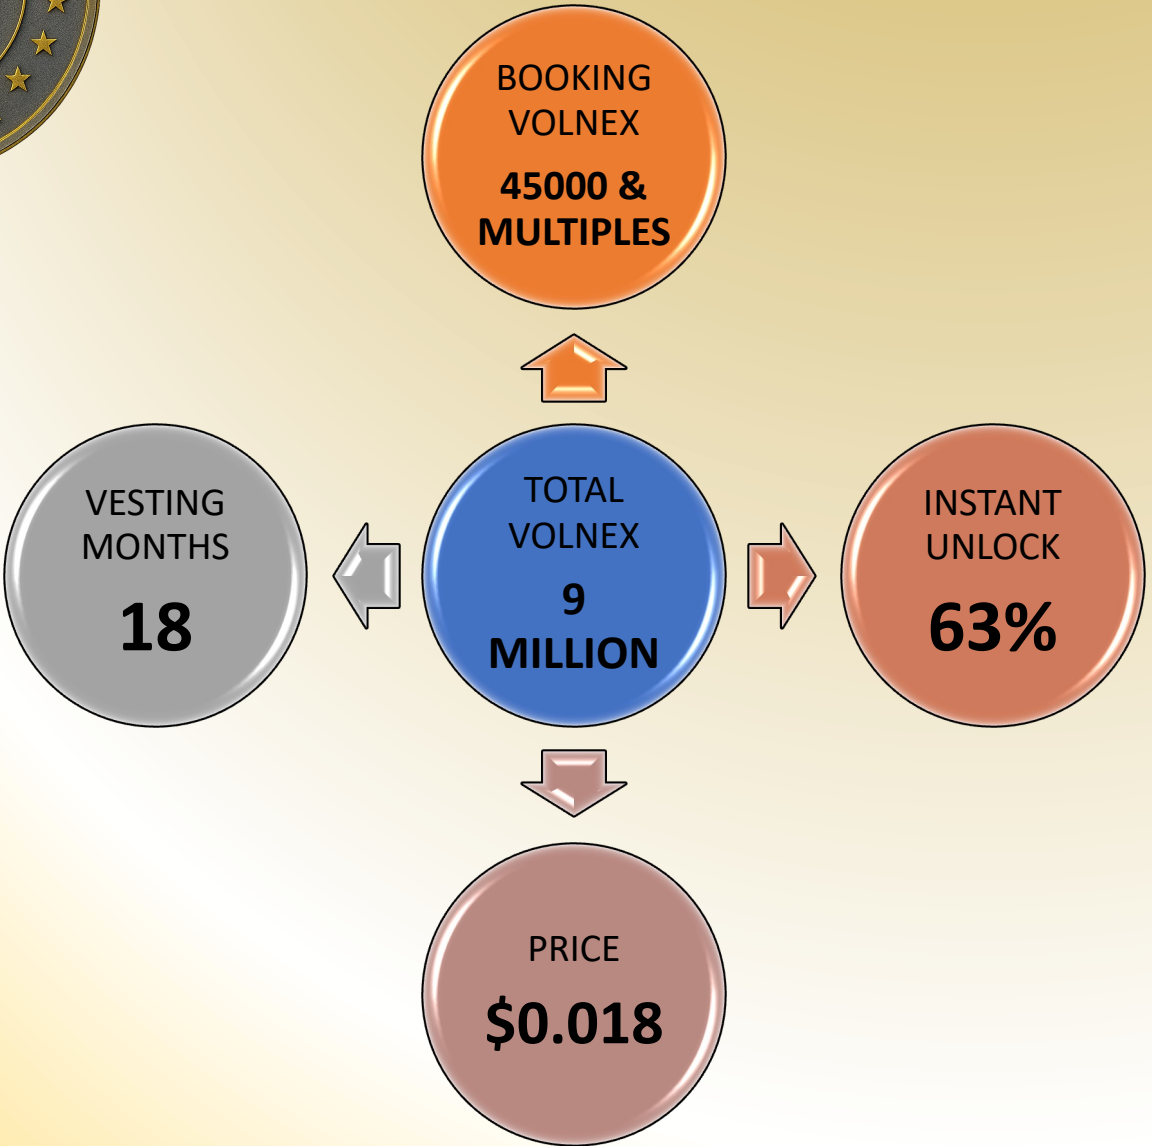 BOOKING
VOLNEX
45000 &
MULTIPLES
VESTING
MONTHS
18
TOTAL
VOLNEX
9
MILLION
INSTANT
UNLOCK
63%
PRICE
$0.018